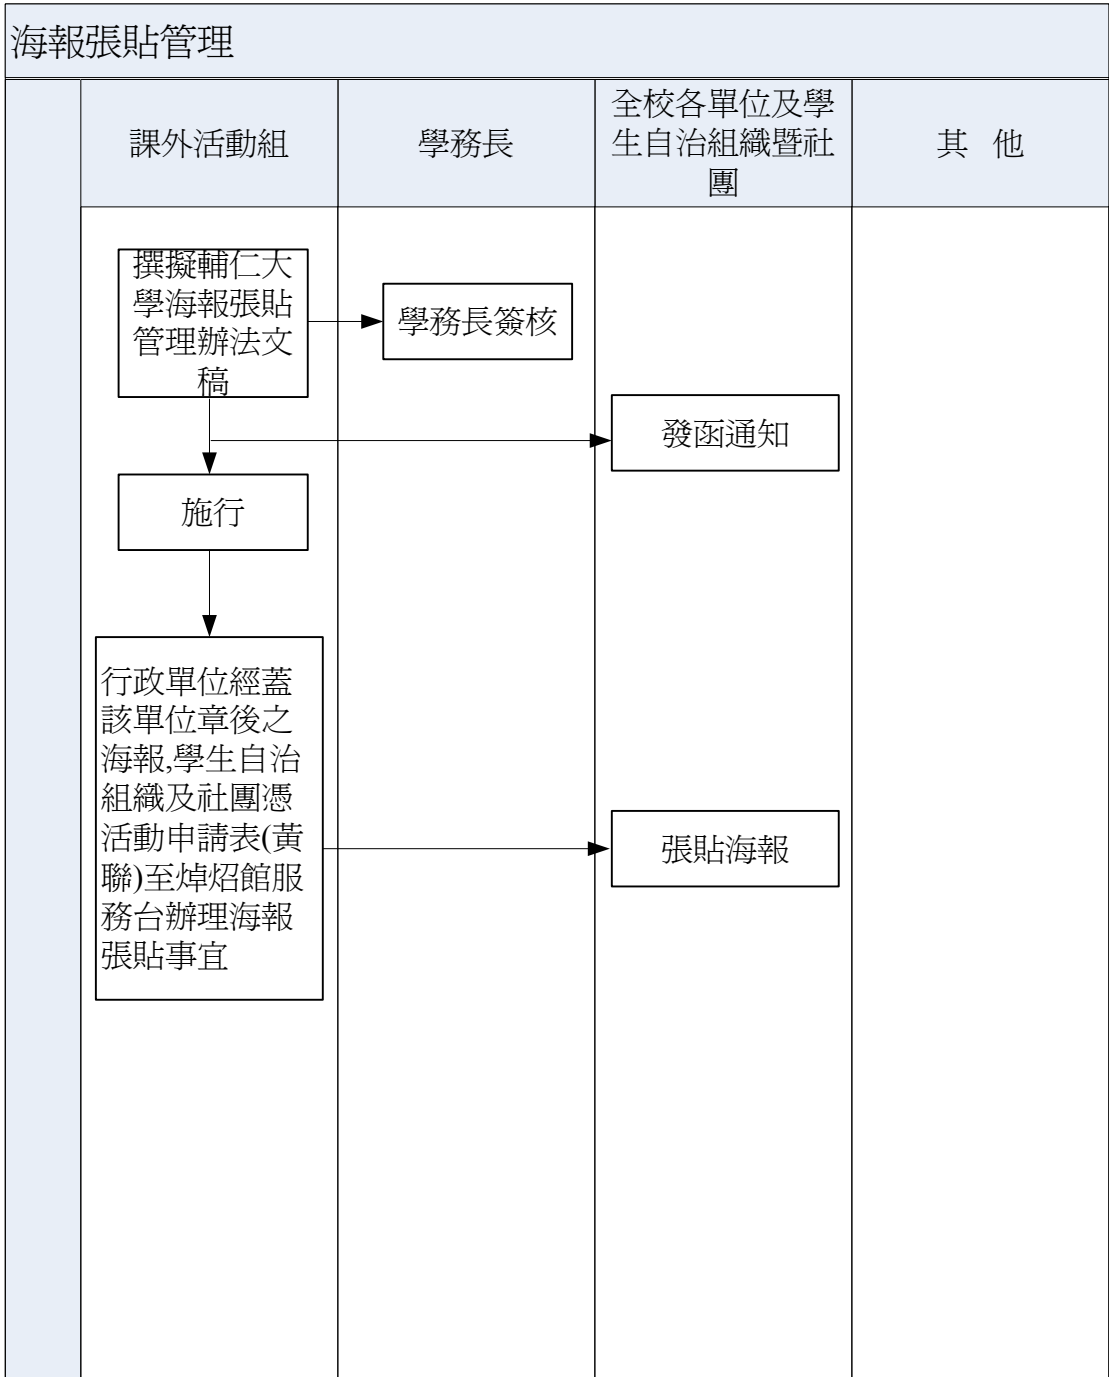 海報張貼管理
課外活動組
學務長
全校各單位及學
生自治組織暨社
團
其 他
撰擬輔仁大
學海報張貼
管理辦法文
稿
學務長簽核
發函通知
施行
行政單位經蓋
該單位章後之
海報,學生自治
組織及社團憑
活動申請表(黃
聯)至焯炤館服
務台辦理海報
張貼事宜
張貼海報